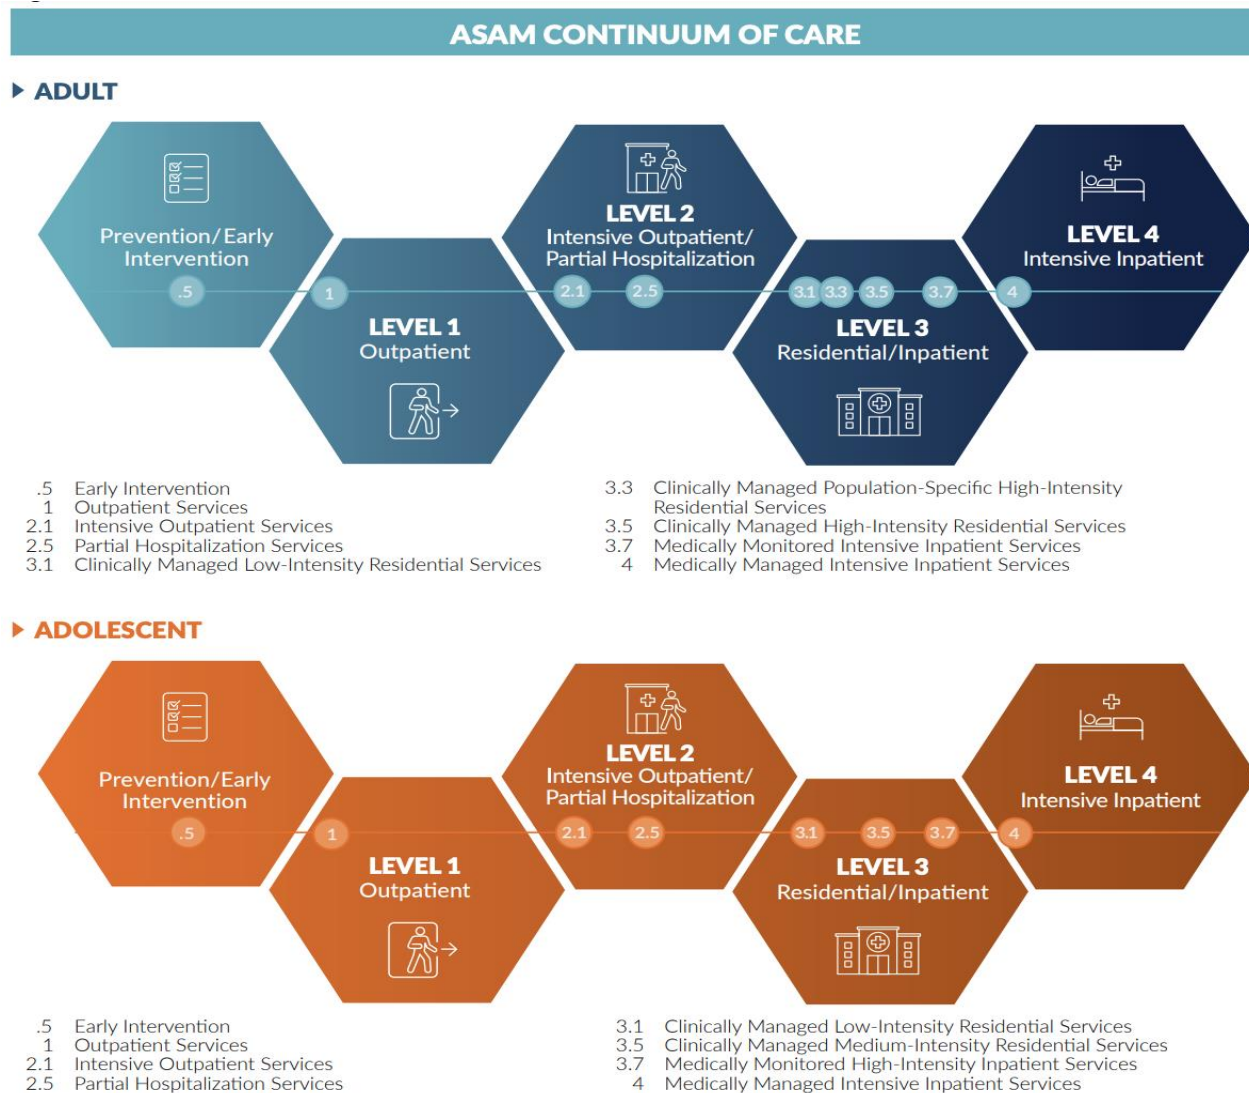 ASAM CONTINUUM OF CARE
ADULT
Prevention/Early
Intervention
.5
1
LEVEL 1
Outpatient
LEVEL 2
Intensive Outpatient/
Partial Hospitalization
2.1
2.5
3.1
3.3
3.5
3.7
LEVEL 3
Residential/Inpatient
LEVEL 4
Intensive Inpatient
4
.5 Early Intervention
1 Outpatient Services
2.1 Intensive Outpatient Services
2.5 Partial Hospitalization Services
3.1 Clinically Managed Low-Intensity Residential Services
3.3 Clinically Managed Population-Specific High-Intensity
Residential Services
3.5 Clinically Managed High-Intensity Residential Services
3.7 Medically Monitored Intensive Inpatient Services
4 Medically Managed Intensive Inpatient Services
ADOLESCENT
Prevention/Early
Intervention
.5
1
LEVEL 1
Outpatient
LEVEL 2
Intensive Outpatient/
Partial Hospitalization
2.1
2.5
3.1
3.5
3.7
LEVEL 3
Residential/Inpatient
LEVEL 4
Intensive Inpatient
4
.5 Early Intervention
1 Outpatient Services
2.1 Intensive Outpatient Services
2.5 Partial Hospitalization Services
3.1 Clinically Managed Low-Intensity Residential Services
3.5 Clinically Managed Medium-Intensity Residential Services
3.7 Medically Monitored High-Intensity Inpatient Services
4 Medically Managed Intensive Inpatient Services